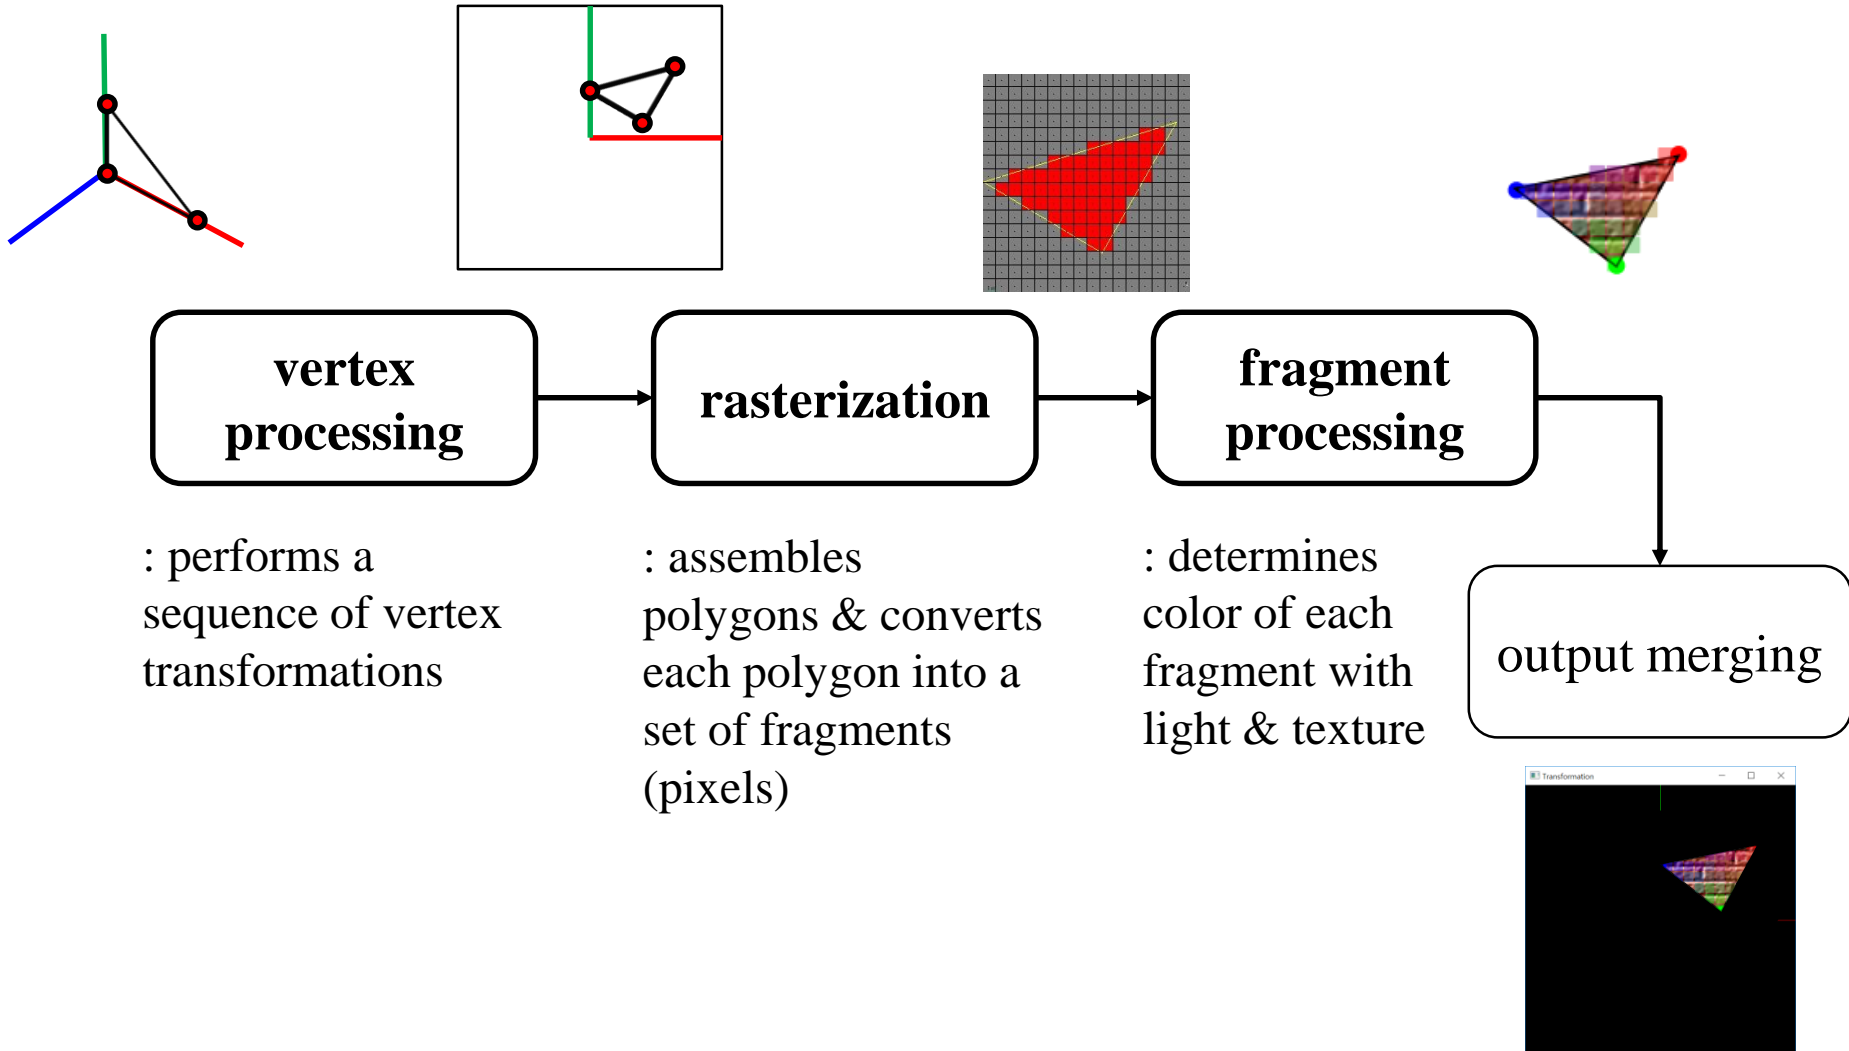 vertex
processing
rasterization
fragment
processing
: performs a
sequence of vertex
transformations
: assembles
polygons & converts
each polygon into a
set of fragments
(pixels)
: determines
color of each
fragment with
light & texture
output merging
Transformation